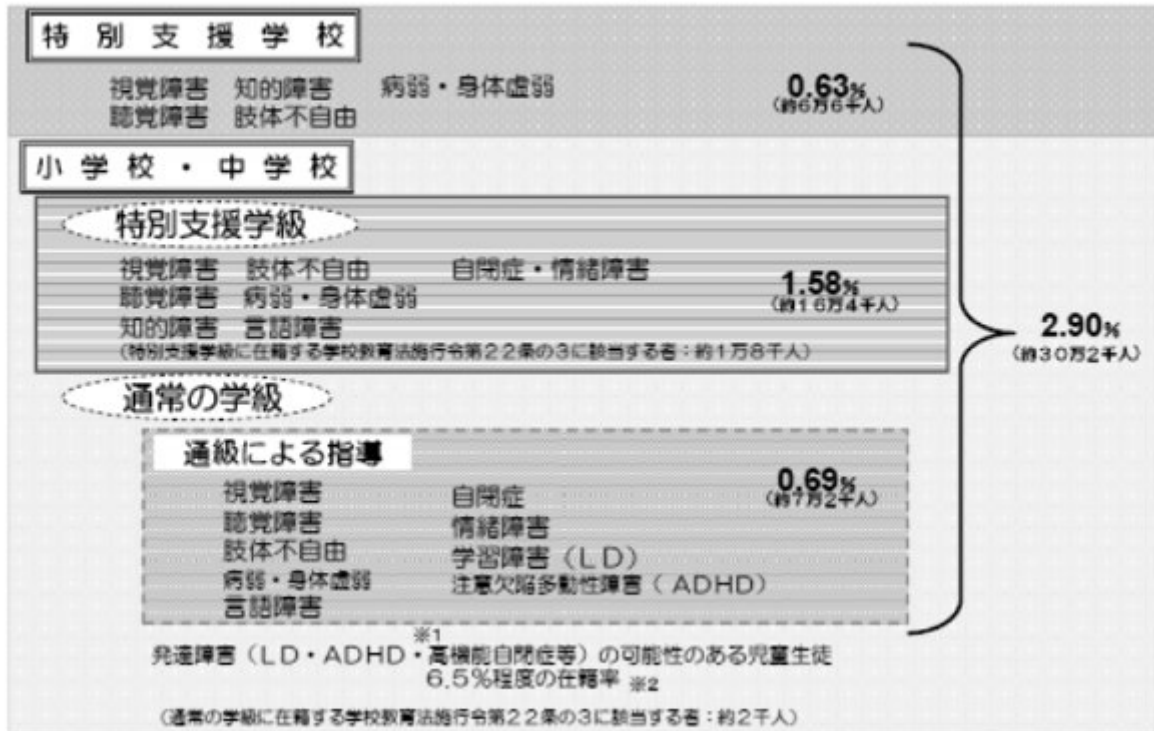 特別支援学校
視覚障害 知的障害 病弱・身体虚弱
聴覚障害 肢体不自由
0.63%
(約6万6千人)
小学校・中学校
特別支援学級
視覚障害 肢体不自由 自閉症・情緒障害
聴覚障害 病弱・身体虚弱
知的障害 言語障害
1.58%
(約16万4千人)
(特別支援学級に在籍する学校教育法施行令第22条の3に該当する者:約1万8千人)
2.90%
(約30万2千人)
通常の学級
通級による指導
視覚障害 自閉症
聴覚障害 情緒障害
肢体不自由 学習障害(LD)
病弱・身体虚弱 注意欠陥多動性障害(ADHD)
言語障害
0.69%
(約7万2千人)
※1
発達障害(LD・ADHD・高機能自閉症等)の可能性のある児童生徒
6.5%程度の在籍率 ※2
(通常の学級に在籍する学校教育法施行令第22条の3に該当する者:約2千人)